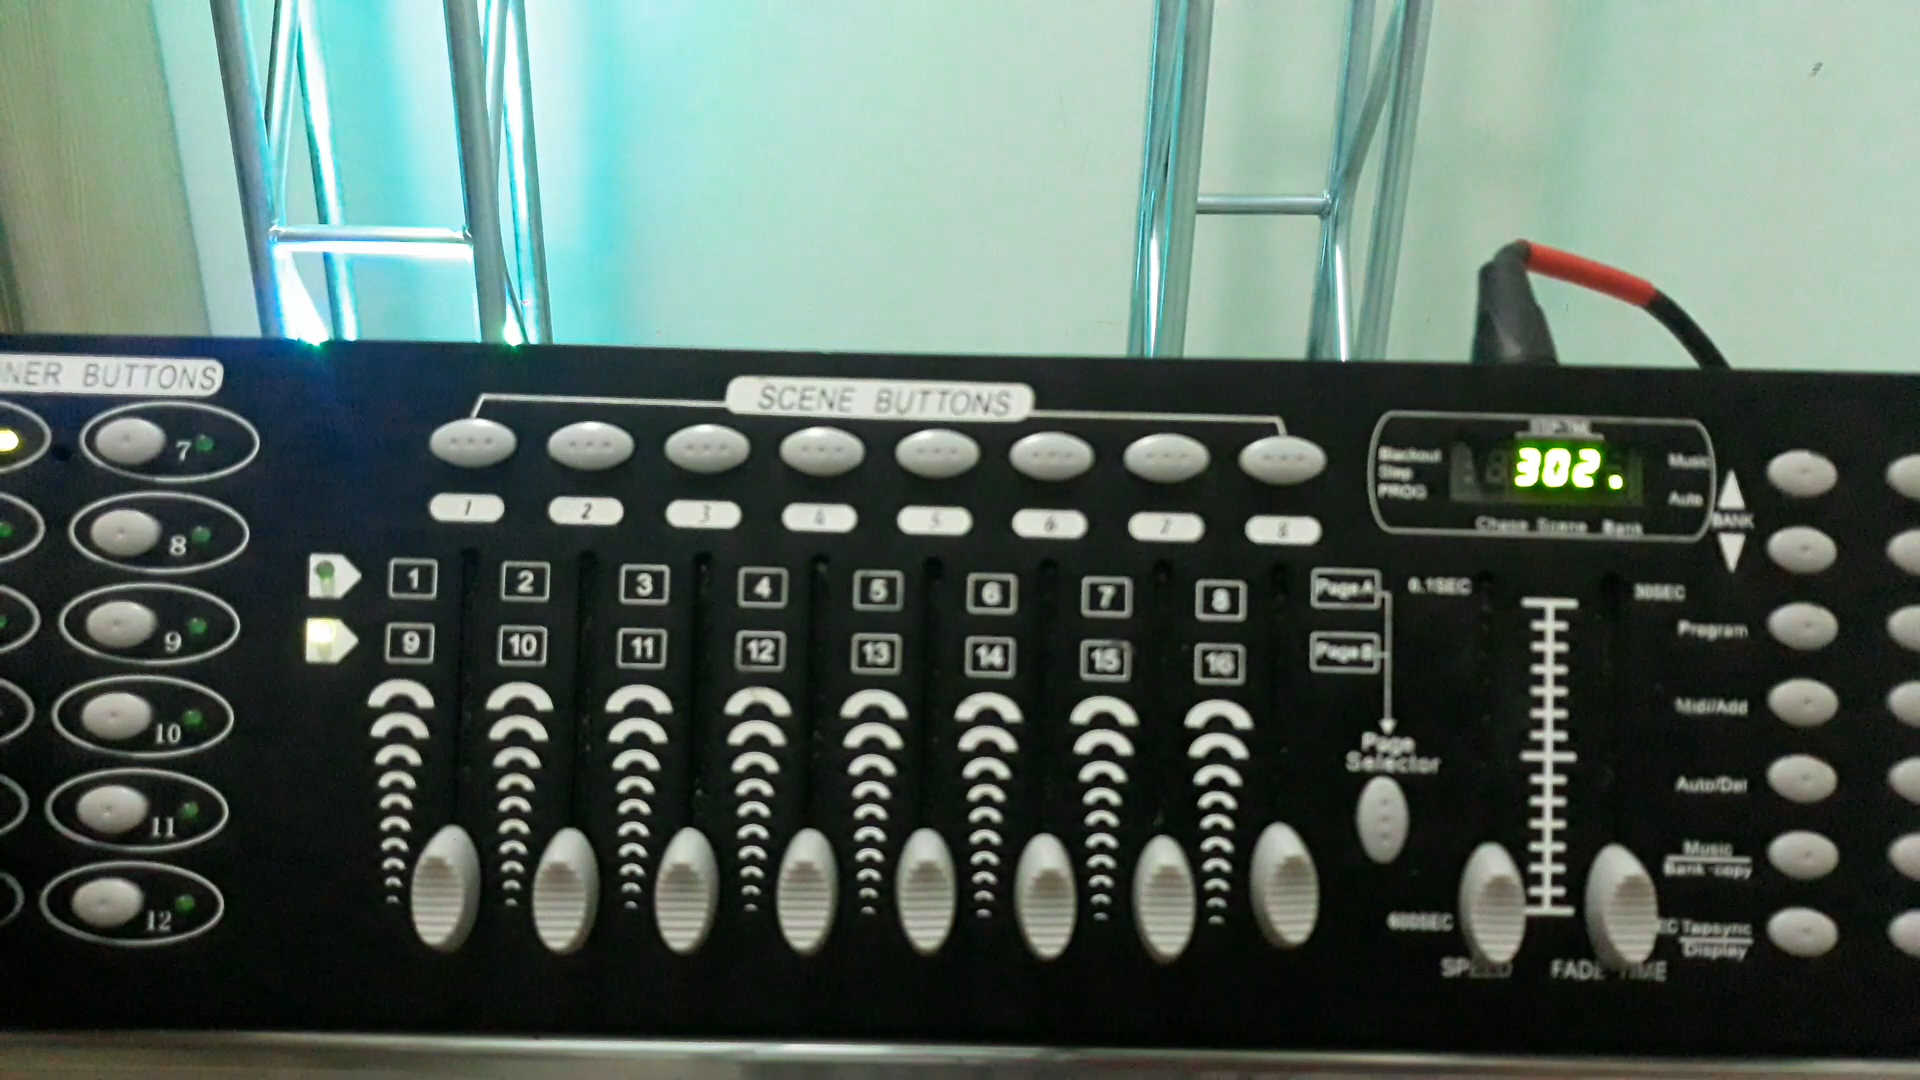 NER BUTTONS
SCENE BUTTONS
7
8
9
10
11
12
1 2 3 4 5 6 7 8
1 2 3 4 5 6 7 8
9 10 11 12 13 14 15 16
Page A
Page B
Page
Selector
STEP-TIME
Blackout
Step
PROG
302.
Music
Auto
Chase Scene Bank
BANK
0.1SEC
30SEC
600SEC
SPEED
FADE TIME
Program
Midi/Add
Auto/Del
Music
Bank-copy
EC Tapsync
Display